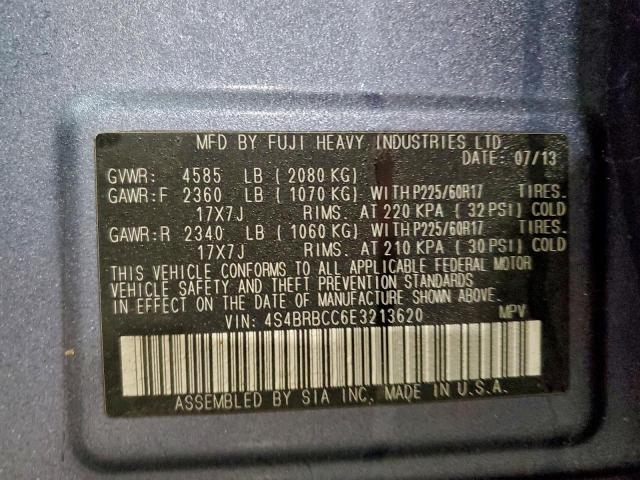 MFD BY FUJI HEAVY INDUSTRIES LTD.
DATE: 07/13
GVWR: 4585 LB ( 2080 KG)
GAWR:F 2360 LB ( 1070 KG) WITH P225/60R17 TIRES.
17X7J RIMS. AT 220 KPA ( 32 PSI) COLD
GAWR:R 2340 LB ( 1060 KG) WITH P225/60R17 TIRES.
17X7J RIMS. AT 210 KPA ( 30 PSI) COLD
THIS VEHICLE CONFORMS TO ALL APPLICABLE FEDERAL MOTOR
VEHICLE SAFETY AND THEFT PREVENTION STANDARDS
IN EFFECT ON THE DATE OF MANUFACTURE SHOWN ABOVE.
VIN: 4S4BRBCC6E3213620 MPV
ASSEMBLED BY SIA INC, MADE IN U.S.A.